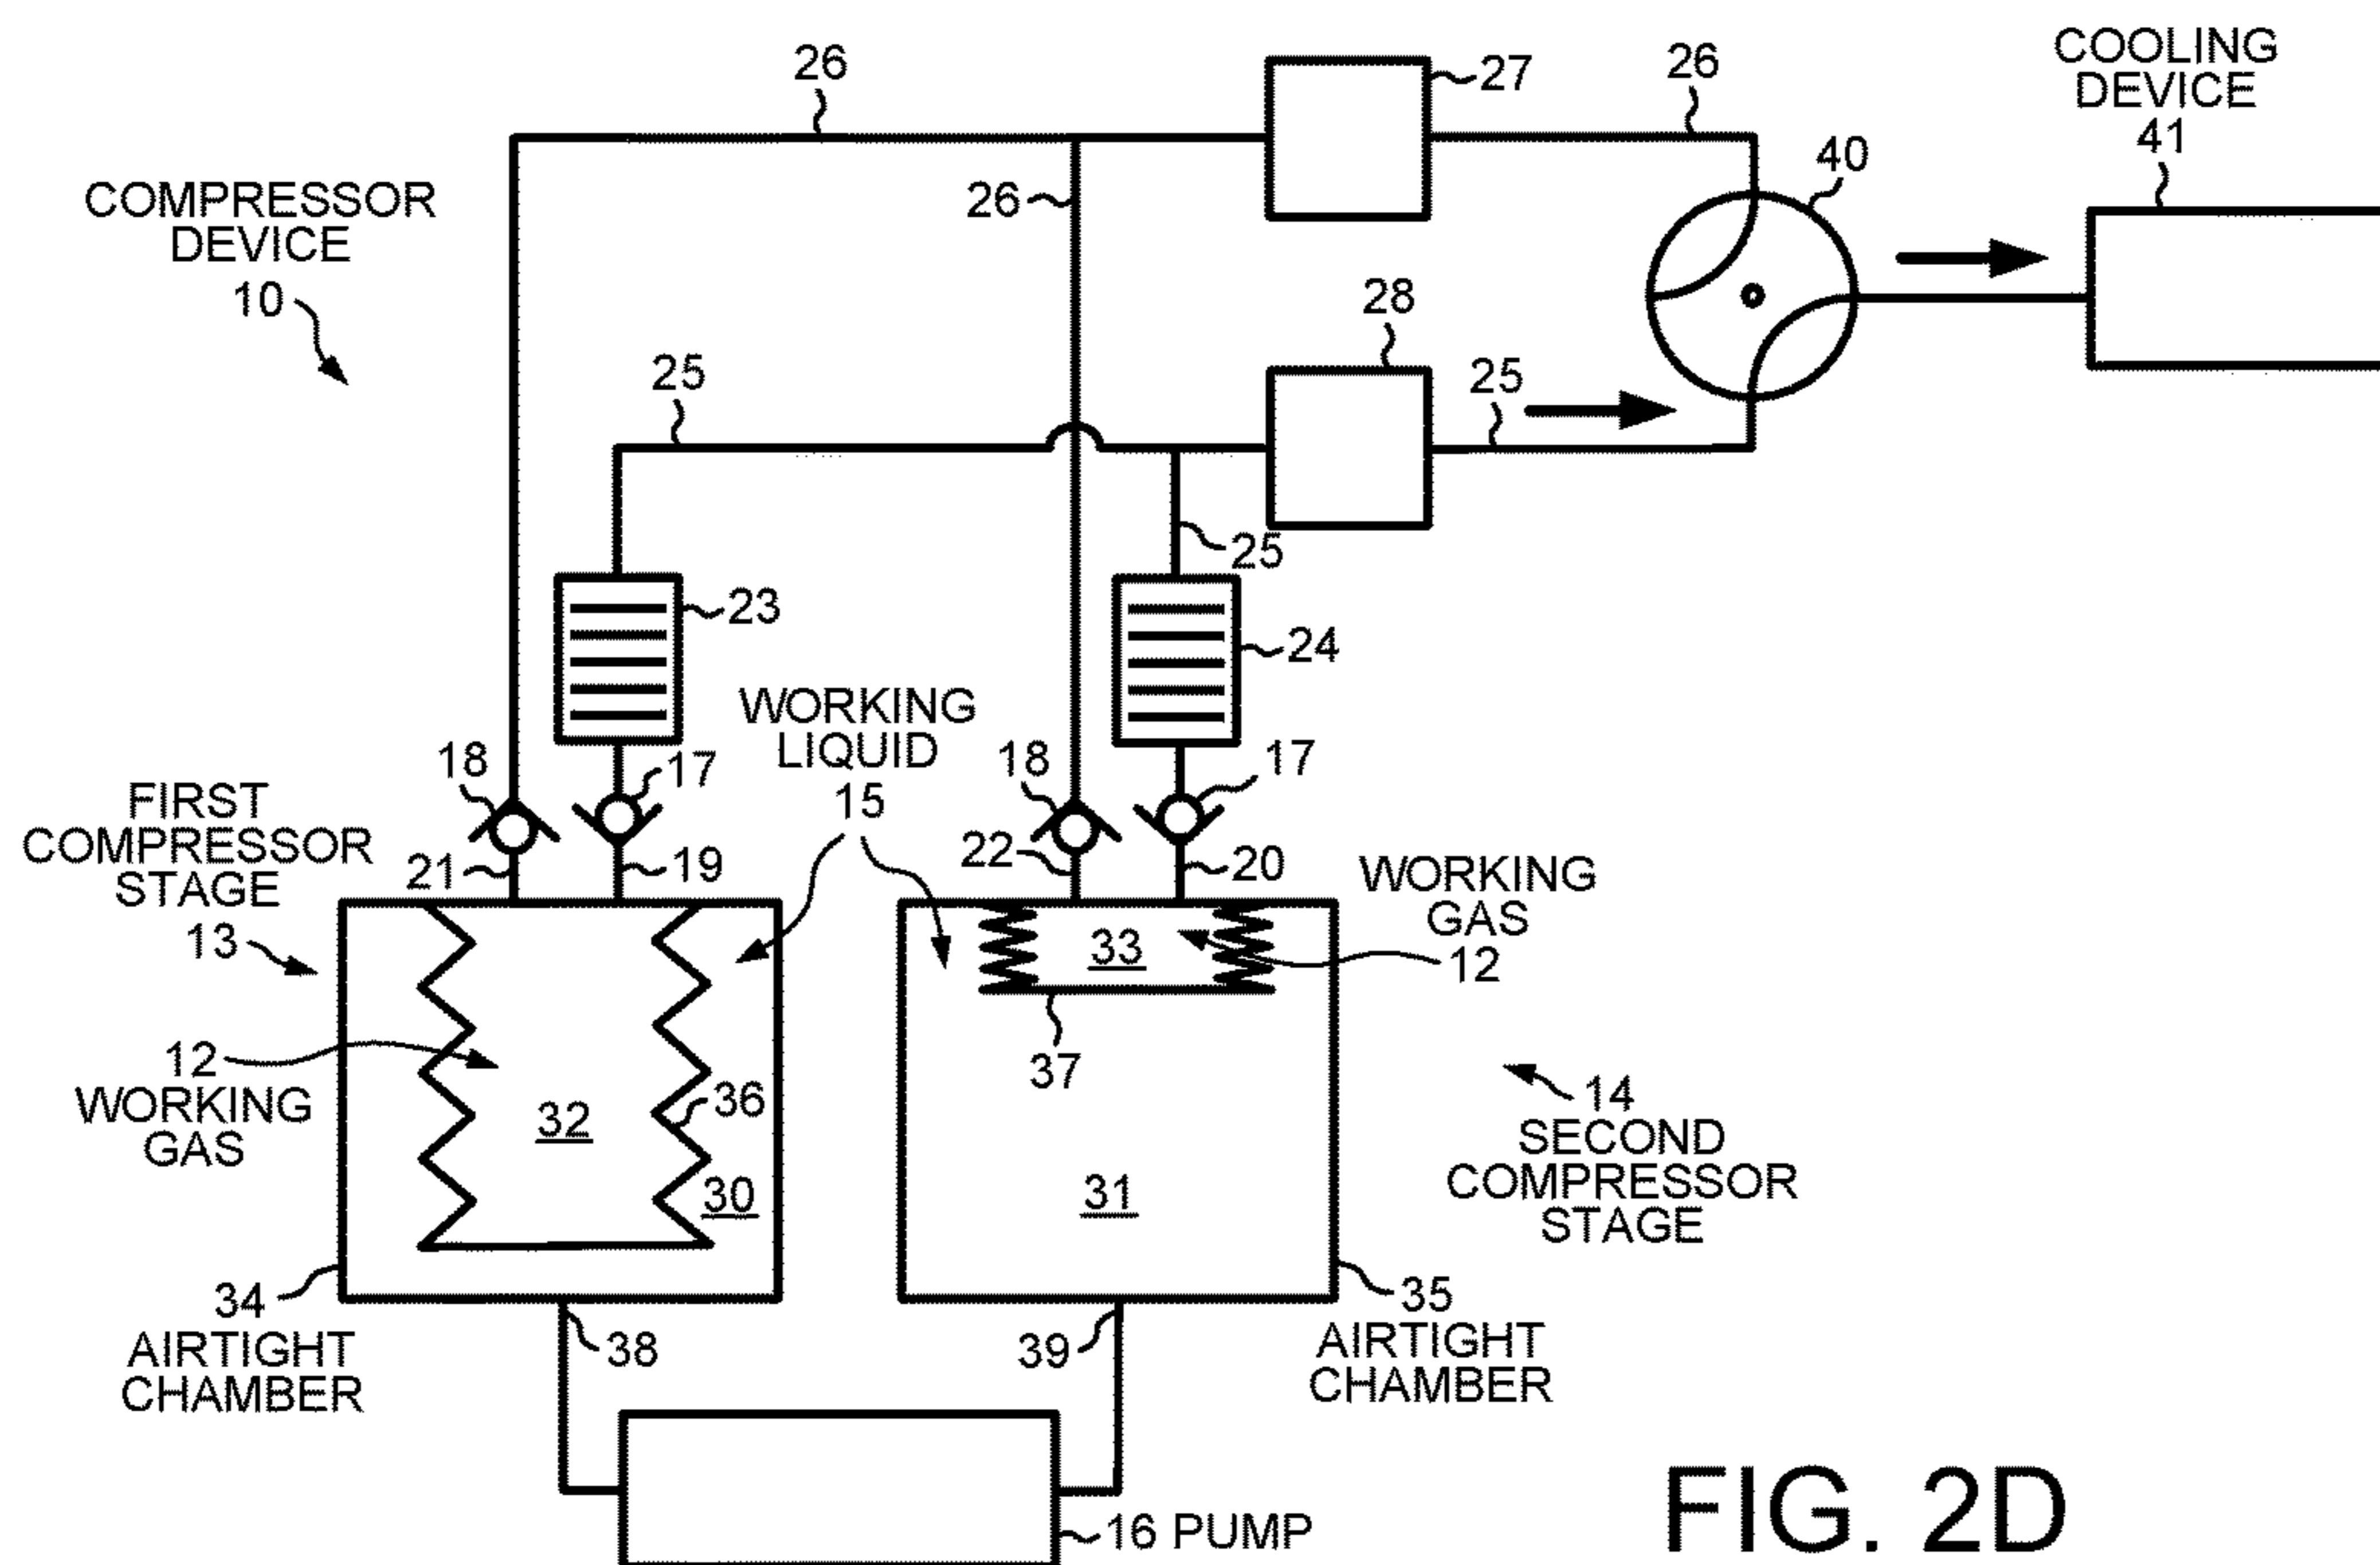 26
27
26
COOLING
DEVICE
41
40
COMPRESSOR
DEVICE
10
26
28
25
25
25
23
24
WORKING
LIQUID
15
18
17
18
17
FIRST
COMPRESSOR
STAGE
13
21
19
22
20
WORKING
GAS
12
33
37
12
WORKING
GAS
32
36
30
31
14
SECOND
COMPRESSOR
STAGE
34
AIRTIGHT
CHAMBER
38
39
35
AIRTIGHT
CHAMBER
16 PUMP
FIG. 2D